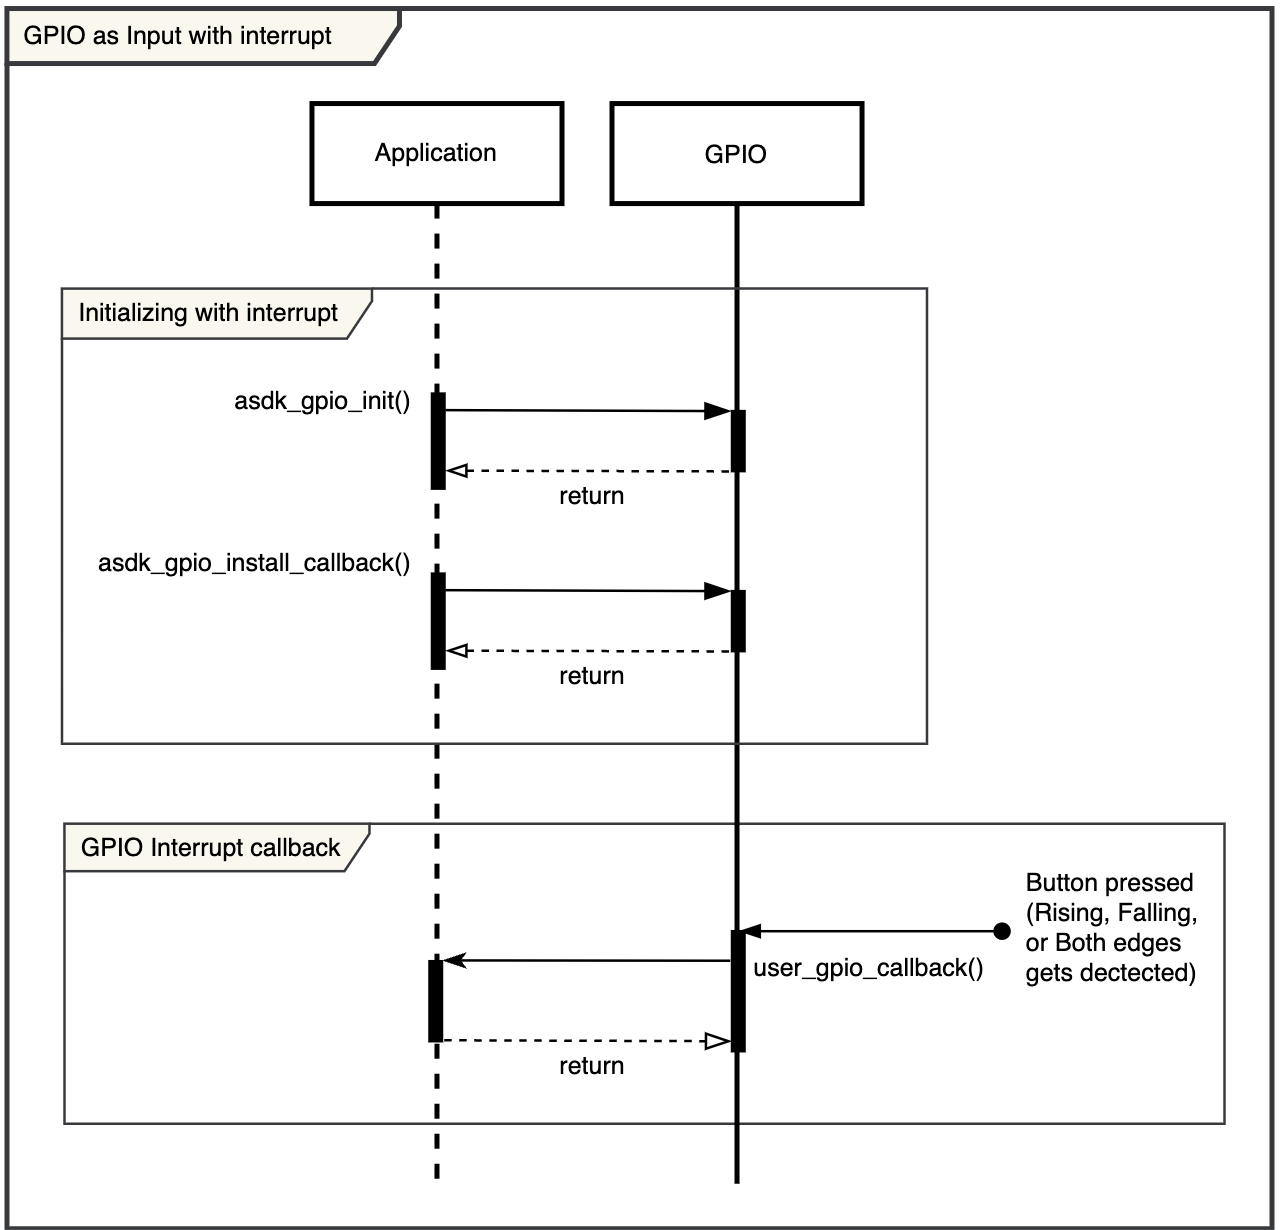 GPIO as Input with interrupt
Application
GPIO
Initializing with interrupt
asdk_gpio_init()
return
asdk_gpio_install_callback()
return
GPIO Interrupt callback
Button pressed
(Rising, Falling,
or Both edges
gets dectected)
user_gpio_callback()
return